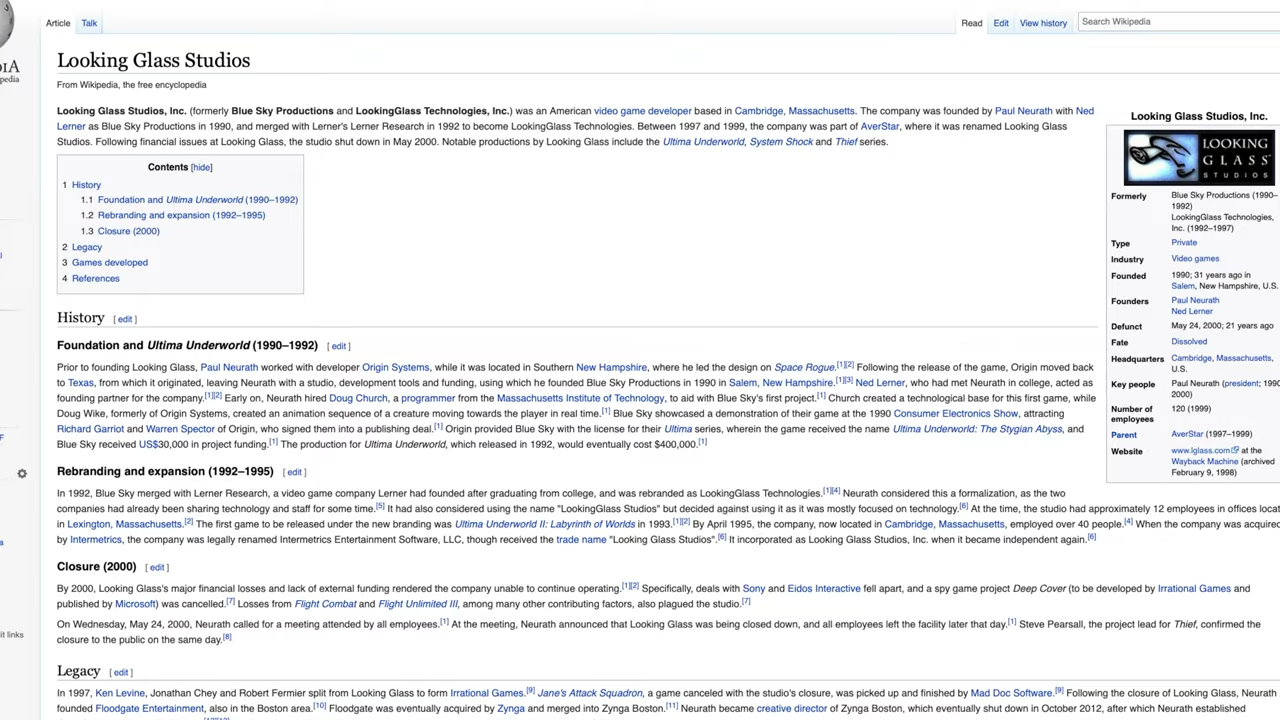 Article Talk Read Edit View history Search Wikipedia
Looking Glass Studios
From Wikipedia, the free encyclopedia
Looking Glass Studios, Inc. (formerly Blue Sky Productions and LookingGlass Technologies, Inc.) was an American video game developer based in Cambridge, Massachusetts. The company was founded by Paul Neurath with Ned
Lerner as Blue Sky Productions in 1990, and merged with Lerner's Lerner Research in 1992 to become LookingGlass Technologies. Between 1997 and 1999, the company was part of AverStar, where it was renamed Looking Glass
Studios. Following financial issues at Looking Glass, the studio shut down in May 2000. Notable productions by Looking Glass include the Ultima Underworld, System Shock and Thief series.
Contents [hide]
1 History
1.1 Foundation and Ultima Underworld (1990–1992)
1.2 Rebranding and expansion (1992–1995)
1.3 Closure (2000)
2 Legacy
3 Games developed
4 References
Looking Glass Studios, Inc.
LOOKING
GLASS
STUDIOS
Formerly Blue Sky Productions (1990–
1992)
LookingGlass Technologies,
Inc. (1992–1997)
Type Private
Industry Video games
Founded 1990; 31 years ago in
Salem, New Hampshire, U.S.
Founders Paul Neurath
Ned Lerner
Defunct May 24, 2000; 21 years ago
Fate Dissolved
Headquarters Cambridge, Massachusetts,
U.S.
Key people Paul Neurath (president; 1990
2000)
Number of employees 120 (1999)
Parent AverStar (1997–1999)
Website www.lglass.com at the
Wayback Machine (archived
February 9, 1998)
History [ edit ]
Foundation and Ultima Underworld (1990–1992) [ edit ]
Prior to founding Looking Glass, Paul Neurath worked with developer Origin Systems, while it was located in Southern New Hampshire, where he led the design on Space Rogue.[1][2] Following the release of the game, Origin moved back
to Texas, from which it originated, leaving Neurath with a studio, development tools and funding, using which he founded Blue Sky Productions in 1990 in Salem, New Hampshire.[1][3] Ned Lerner, who had met Neurath in college, acted as
founding partner for the company.[1][2] Early on, Neurath hired Doug Church, a programmer from the Massachusetts Institute of Technology, to aid with Blue Sky's first project.[1] Church created a technological base for this first game, while
Doug Wike, formerly of Origin Systems, created an animation sequence of a creature moving towards the player in real time.[1] Blue Sky showcased a demonstration of their game at the 1990 Consumer Electronics Show, attracting
Richard Garriot and Warren Spector of Origin, who signed them into a publishing deal.[1] Origin provided Blue Sky with the license for their Ultima series, wherein the game received the name Ultima Underworld: The Stygian Abyss, and
Blue Sky received US$30,000 in project funding.[1] The production for Ultima Underworld, which released in 1992, would eventually cost $400,000.[1]
Rebranding and expansion (1992–1995) [ edit ]
In 1992, Blue Sky merged with Lerner Research, a video game company Lerner had founded after graduating from college, and was rebranded as LookingGlass Technologies.[1][4] Neurath considered this a formalization, as the two
companies had already been sharing technology and staff for some time.[5] It had also considered using the name "LookingGlass Studios" but decided against using it as it was mostly focused on technology.[6] At the time, the studio had approximately 12 employees in offices locat
in Lexington, Massachusetts.[2] The first game to be released under the new branding was Ultima Underworld II: Labyrinth of Worlds in 1993.[1][2] By April 1995, the company, now located in Cambridge, Massachusetts, employed over 40 people.[4] When the company was acquired
by Intermetrics, the company was legally renamed Intermetrics Entertainment Software, LLC, though received the trade name "Looking Glass Studios".[6] It incorporated as Looking Glass Studios, Inc. when it became independent again.[6]
Closure (2000) [ edit ]
By 2000, Looking Glass's major financial losses and lack of external funding rendered the company unable to continue operating.[1][2] Specifically, deals with Sony and Eidos Interactive fell apart, and a spy game project Deep Cover (to be developed by Irrational Games and
published by Microsoft) was cancelled.[7] Losses from Flight Combat and Flight Unlimited III, among many other contributing factors, also plagued the studio.[7]
On Wednesday, May 24, 2000, Neurath called for a meeting attended by all employees.[1] At the meeting, Neurath announced that Looking Glass was being closed down, and all employees left the facility later that day.[1] Steve Pearsall, the project lead for Thief, confirmed the
closure to the public on the same day.[8]
Legacy [ edit ]
In 1997, Ken Levine, Jonathan Chey and Robert Fermier split from Looking Glass to form Irrational Games.[9] Jane's Attack Squadron, a game canceled with the studio's closure, was picked up and finished by Mad Doc Software.[9] Following the closure of Looking Glass, Neurath
founded Floodgate Entertainment, also in the Boston area.[10] Floodgate was eventually acquired by Zynga and merged into Zynga Boston.[11] Neurath became creative director of Zynga Boston, which eventually shut down in October 2012, after which Neurath established